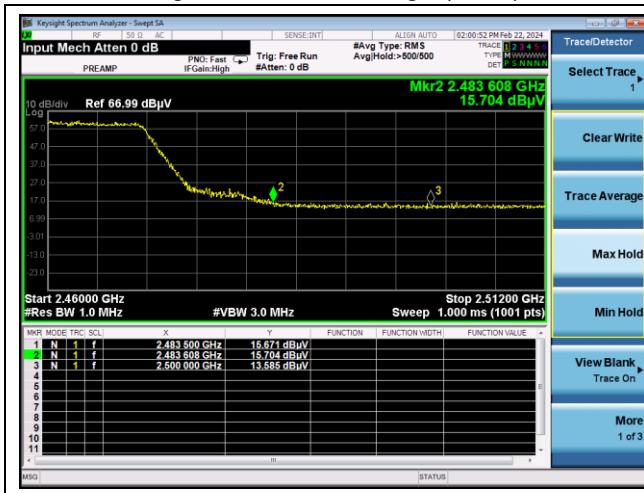 Keysight Spectrum Analyzer - Swept SA
RF 50 Ω AC SENSE:INT ALIGN AUTO 02:00:52 PM Feb 22, 2024
Input Mech Atten 0 dB
PREAMP
PNO: Fast
IFGain:High
Trig: Free Run
#Atten: 0 dB
#Avg Type: RMS
Avg|Hold:>500/500
TRACE 1 2 3 4 5 6
TYPE M
DET P S N N N N
Mkr2 2.483 608 GHz
15.704 dBµV
10 dB/div Ref 66.99 dBµV
Log
57.0
47.0
37.0
27.0
17.0
6.99
-3.01
-13.0
-23.0
2
3
Start 2.46000 GHz Stop 2.51200 GHz
#Res BW 1.0 MHz #VBW 3.0 MHz Sweep 1.000 ms (1001 pts)
MKR MODE TRC SCL X Y FUNCTION FUNCTION WIDTH FUNCTION VALUE
1 N 1 f 2.483 500 GHz 15.671 dBµV
2 N 1 f 2.483 608 GHz 15.704 dBµV
3 N 1 f 2.500 000 GHz 13.585 dBµV
4
5
6
7
8
9
10
11
MSG STATUS
Trace/Detector
Select Trace
1
Clear Write
Trace Average
Max Hold
Min Hold
View Blank
Trace On
More
1 of 3